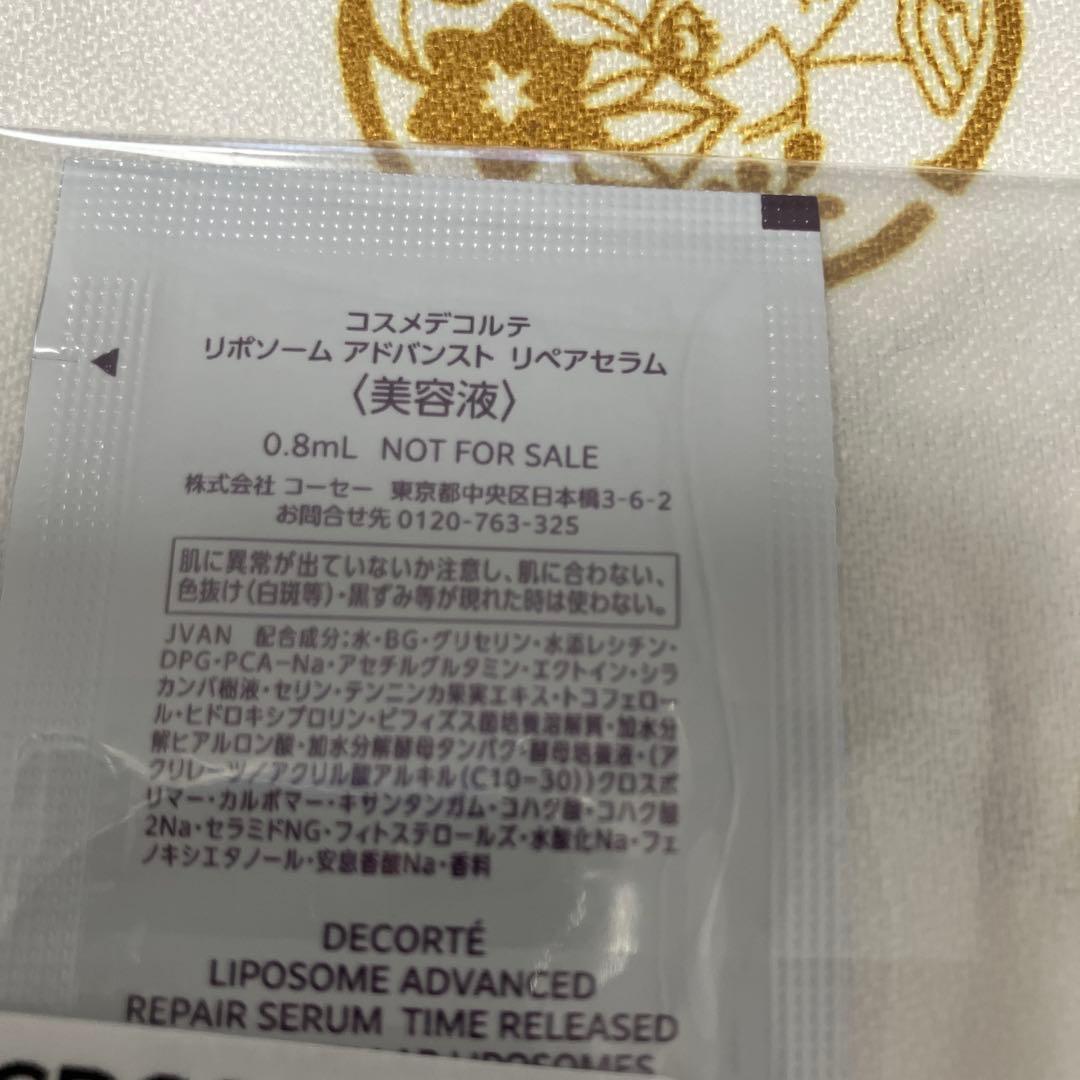 コスメデコルテ
リポソーム アドバンスト リペアセラム
〈美容液〉
0.8mL NOT FOR SALE
株式会社 コーセー 東京都中央区日本橋3-6-2
お問合せ先 0120-763-325
肌に異常が出ていないか注意し、肌に合わない、
色抜け(白斑等)・黒ずみ等が現れた時は使わない。
JVAN 配合成分:水・BG・グリセリン・水添レシチン・
DPG・PCA-Na・アセチルグルタミン・エクトイン・シラ
カンバ樹液・セリン・テンニンカ果実エキス・トコフェロー
ル・ヒドロキシプロリン・ビフィズス菌培養溶解質・加水分
解ヒアルロン酸・加水分解酵母タンパク・酵母培養液・(ア
クリレーツ/アクリル酸アルキル(C10-30))クロスポ
リマー・カルボマー・キサンタンガム・コハク酸・コハク酸
2Na・セラミドNG・フィトステロールズ・水酸化Na・フェ
ノキシエタノール・安息香酸Na・香料
DECORTÉ
LIPOSOME ADVANCED
REPAIR SERUM TIME RELEASED
LIPOSOMES